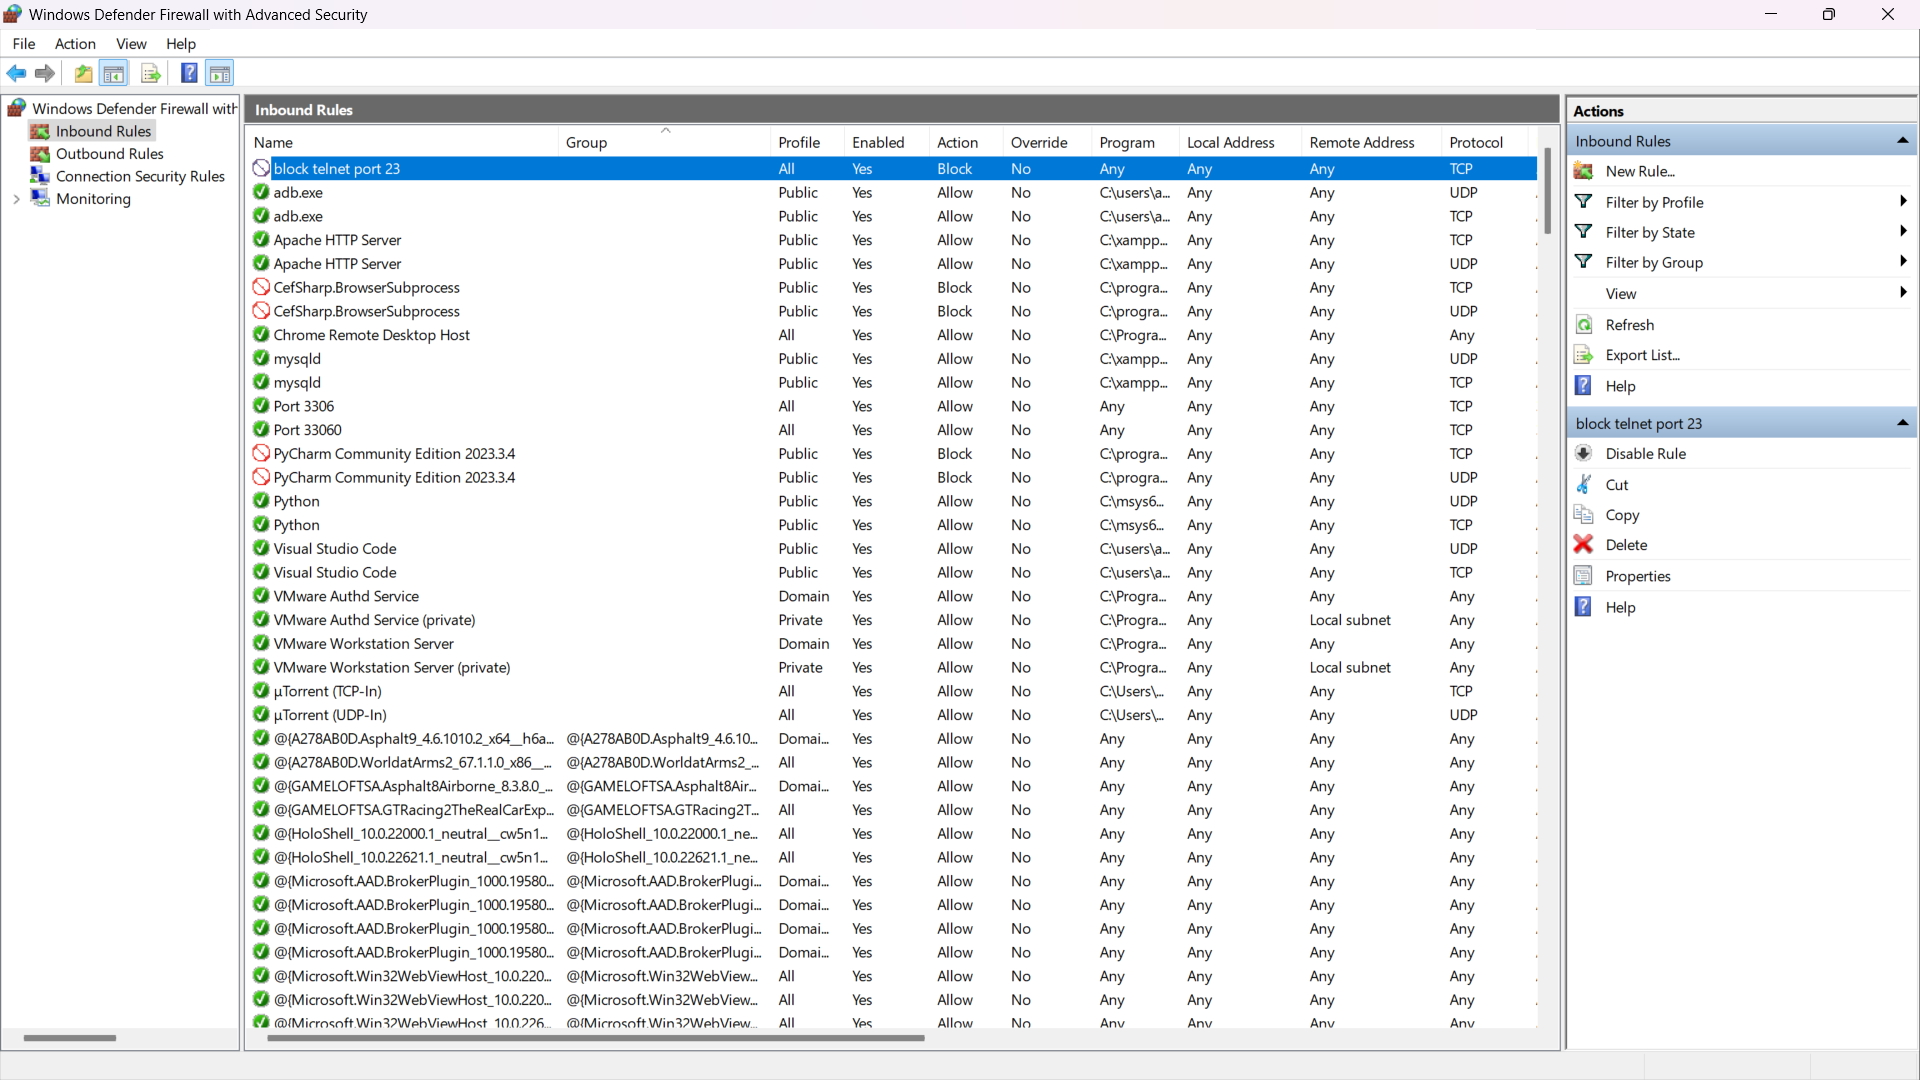 Windows Defender Firewall with Advanced Security
File Action View Help
Windows Defender Firewall with
Inbound Rules
Outbound Rules
Connection Security Rules
Monitoring
Inbound Rules
Name Group Profile Enabled Action Override Program Local Address Remote Address Protocol
block telnet port 23 All Yes Block No Any Any Any TCP
adb.exe Public Yes Allow No C:\users\a... Any Any UDP
adb.exe Public Yes Allow No C:\users\a... Any Any TCP
Apache HTTP Server Public Yes Allow No C:\xampp... Any Any TCP
Apache HTTP Server Public Yes Allow No C:\xampp... Any Any UDP
CefSharp.BrowserSubprocess Public Yes Block No C:\progra... Any Any TCP
CefSharp.BrowserSubprocess Public Yes Block No C:\progra... Any Any UDP
Chrome Remote Desktop Host All Yes Allow No C:\Progra... Any Any Any
mysqld Public Yes Allow No C:\xampp... Any Any UDP
mysqld Public Yes Allow No C:\xampp... Any Any TCP
Port 3306 All Yes Allow No Any Any Any TCP
Port 33060 All Yes Allow No Any Any Any TCP
PyCharm Community Edition 2023.3.4 Public Yes Block No C:\progra... Any Any TCP
PyCharm Community Edition 2023.3.4 Public Yes Block No C:\progra... Any Any UDP
Python Public Yes Allow No C:\msys6... Any Any UDP
Python Public Yes Allow No C:\msys6... Any Any TCP
Visual Studio Code Public Yes Allow No C:\users\a... Any Any UDP
Visual Studio Code Public Yes Allow No C:\users\a... Any Any TCP
VMware Authd Service Domain Yes Allow No C:\Progra... Any Any Any
VMware Authd Service (private) Private Yes Allow No C:\Progra... Any Local subnet Any
VMware Workstation Server Domain Yes Allow No C:\Progra... Any Any Any
VMware Workstation Server (private) Private Yes Allow No C:\Progra... Any Local subnet Any
µTorrent (TCP-In) All Yes Allow No C:\Users\... Any Any TCP
µTorrent (UDP-In) All Yes Allow No C:\Users\... Any Any UDP
@{A278AB0D.Asphalt9_4.6.1010.2_x64__h6a... @{A278AB0D.Asphalt9_4.6.10... Domai... Yes Allow No Any Any Any Any
@{A278AB0D.WorldatArms2_67.1.1.0_x86__... @{A278AB0D.WorldatArms2_... All Yes Allow No Any Any Any Any
@{GAMELOFTSA.Asphalt8Airborne_8.3.8.0_... @{GAMELOFTSA.Asphalt8Air... Domai... Yes Allow No Any Any Any Any
@{GAMELOFTSA.GTRacing2TheRealCarExp... @{GAMELOFTSA.GTRacing2T... All Yes Allow No Any Any Any Any
@{HoloShell_10.0.22000.1_neutral__cw5n1... @{HoloShell_10.0.22000.1_ne... All Yes Allow No Any Any Any Any
@{HoloShell_10.0.22621.1_neutral__cw5n1... @{HoloShell_10.0.22621.1_ne... All Yes Allow No Any Any Any Any
@{Microsoft.AAD.BrokerPlugin_1000.19580... @{Microsoft.AAD.BrokerPlugi... Domai... Yes Allow No Any Any Any Any
@{Microsoft.AAD.BrokerPlugin_1000.19580... @{Microsoft.AAD.BrokerPlugi... Domai... Yes Allow No Any Any Any Any
@{Microsoft.AAD.BrokerPlugin_1000.19580... @{Microsoft.AAD.BrokerPlugi... Domai... Yes Allow No Any Any Any Any
@{Microsoft.AAD.BrokerPlugin_1000.19580... @{Microsoft.AAD.BrokerPlugi... Domai... Yes Allow No Any Any Any Any
@{Microsoft.Win32WebViewHost_10.0.220... @{Microsoft.Win32WebView... All Yes Allow No Any Any Any Any
@{Microsoft.Win32WebViewHost_10.0.220... @{Microsoft.Win32WebView... All Yes Allow No Any Any Any Any
@{Microsoft.Win32WebViewHost_10.0.226... @{Microsoft.Win32WebView... All Yes Allow No Any Any Any Any
Actions
Inbound Rules
New Rule...
Filter by Profile
Filter by State
Filter by Group
View
Refresh
Export List...
Help
block telnet port 23
Disable Rule
Cut
Copy
Delete
Properties
Help